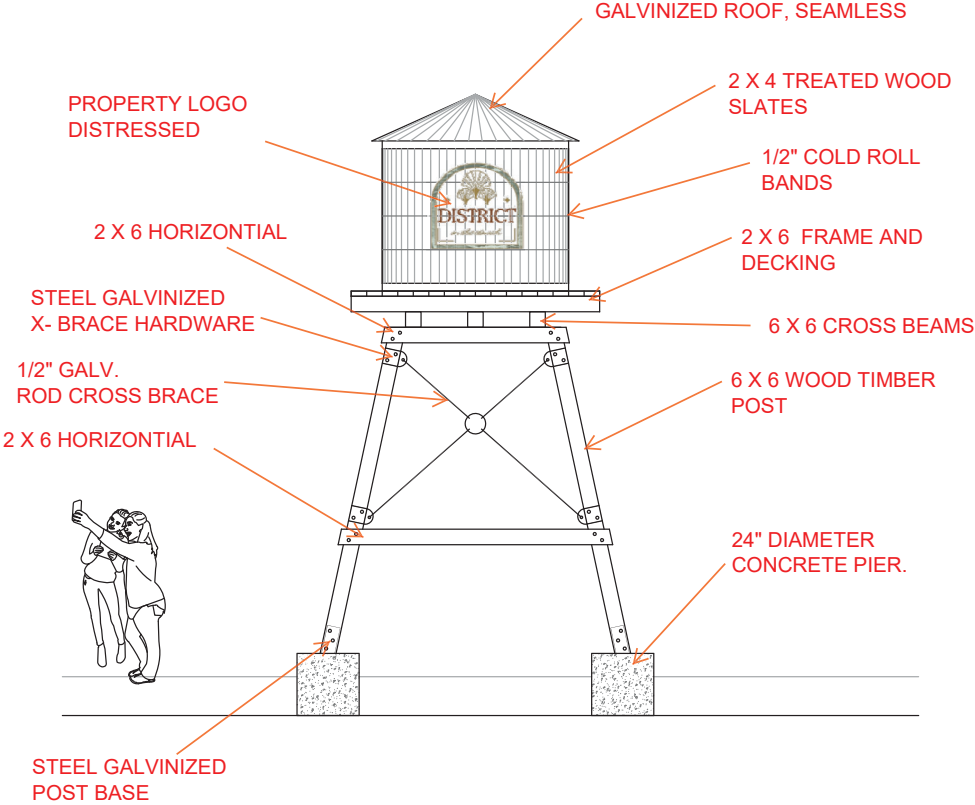 GALVINIZED ROOF, SEAMLESS
PROPERTY LOGO
DISTRESSED
2 X 4 TREATED WOOD
SLATES
1/2" COLD ROLL
BANDS
DISTRICT
2 X 6 HORIZONTIAL
2 X 6 FRAME AND
DECKING
STEEL GALVINIZED
X- BRACE HARDWARE
6 X 6 CROSS BEAMS
1/2" GALV.
ROD CROSS BRACE
6 X 6 WOOD TIMBER
POST
2 X 6 HORIZONTIAL
24" DIAMETER
CONCRETE PIER.
STEEL GALVINIZED
POST BASE